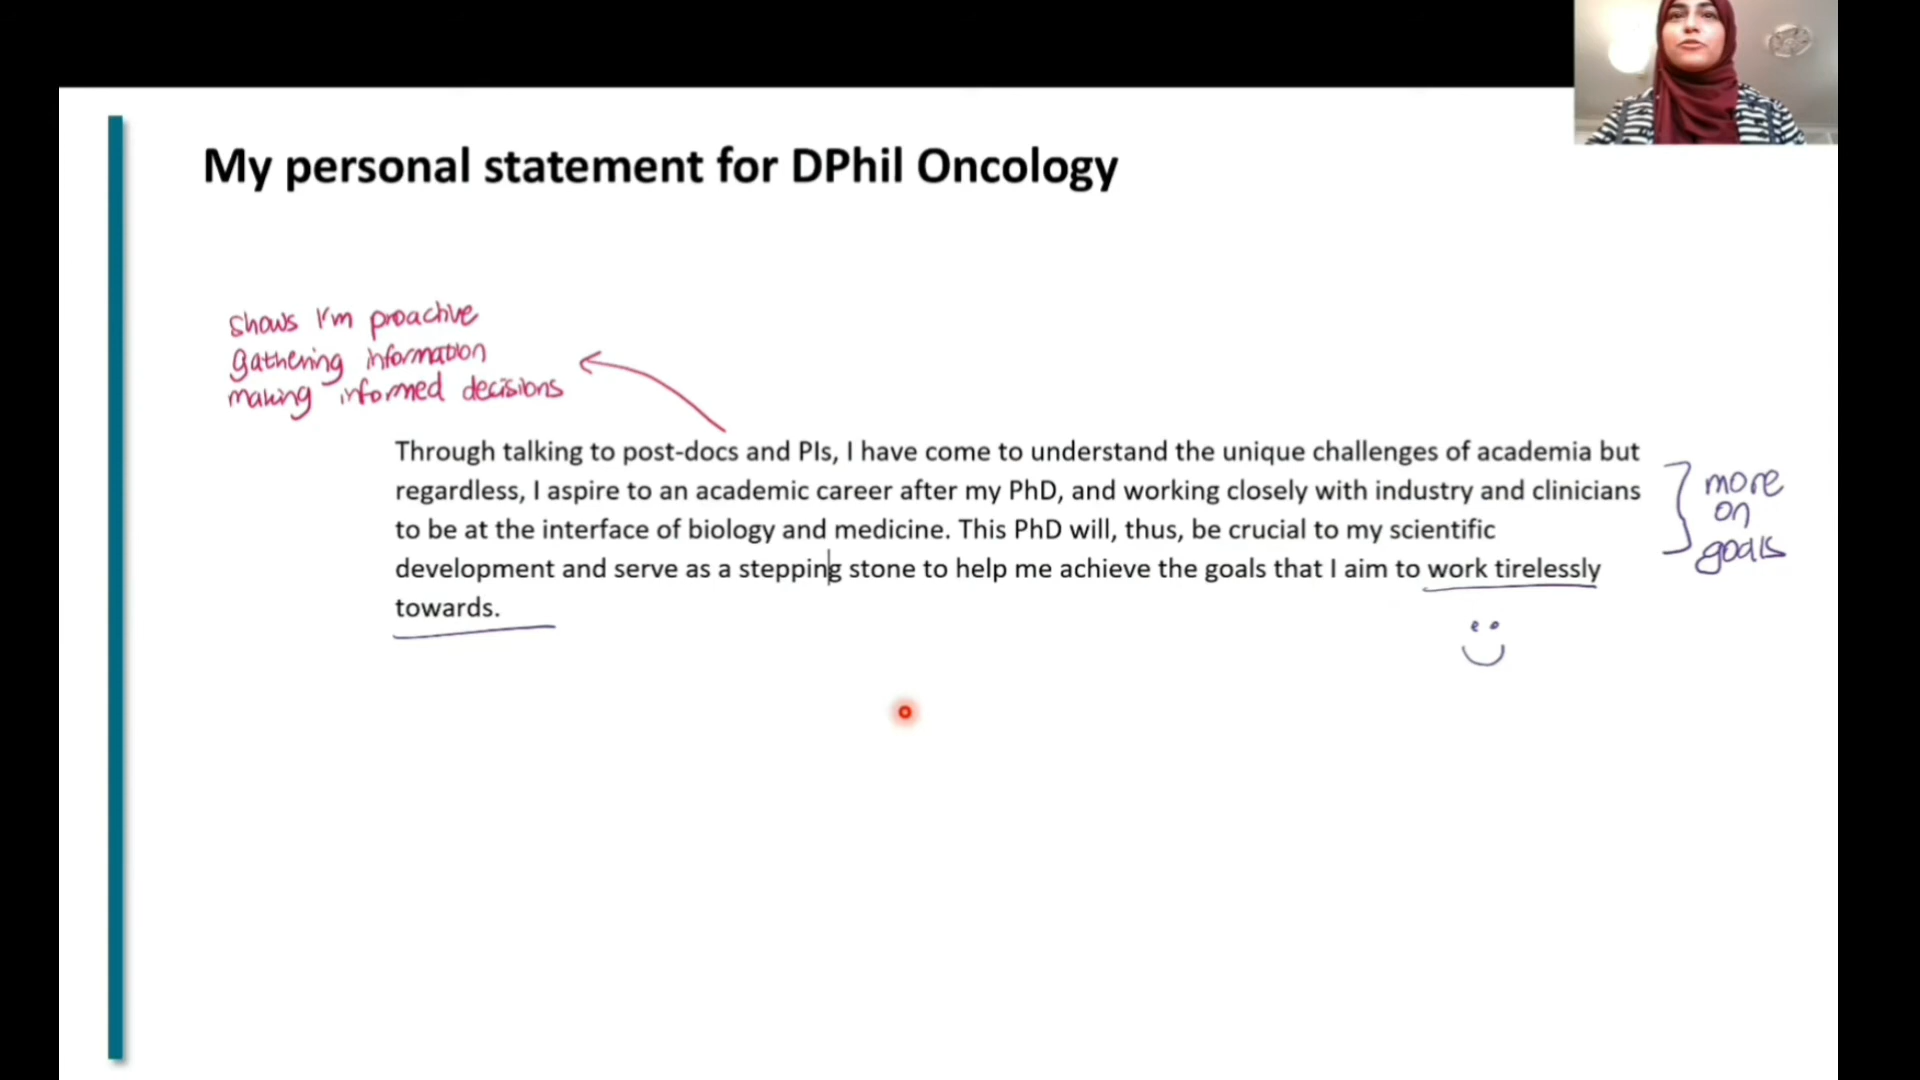 My personal statement for DPhil Oncology
shows I'm proactive
gathering information
making informed decisions
Through talking to post-docs and PIs, I have come to understand the unique challenges of academia but
regardless, I aspire to an academic career after my PhD, and working closely with industry and clinicians
to be at the interface of biology and medicine. This PhD will, thus, be crucial to my scientific
development and serve as a stepping stone to help me achieve the goals that I aim to work tirelessly
towards.
more
on
goals